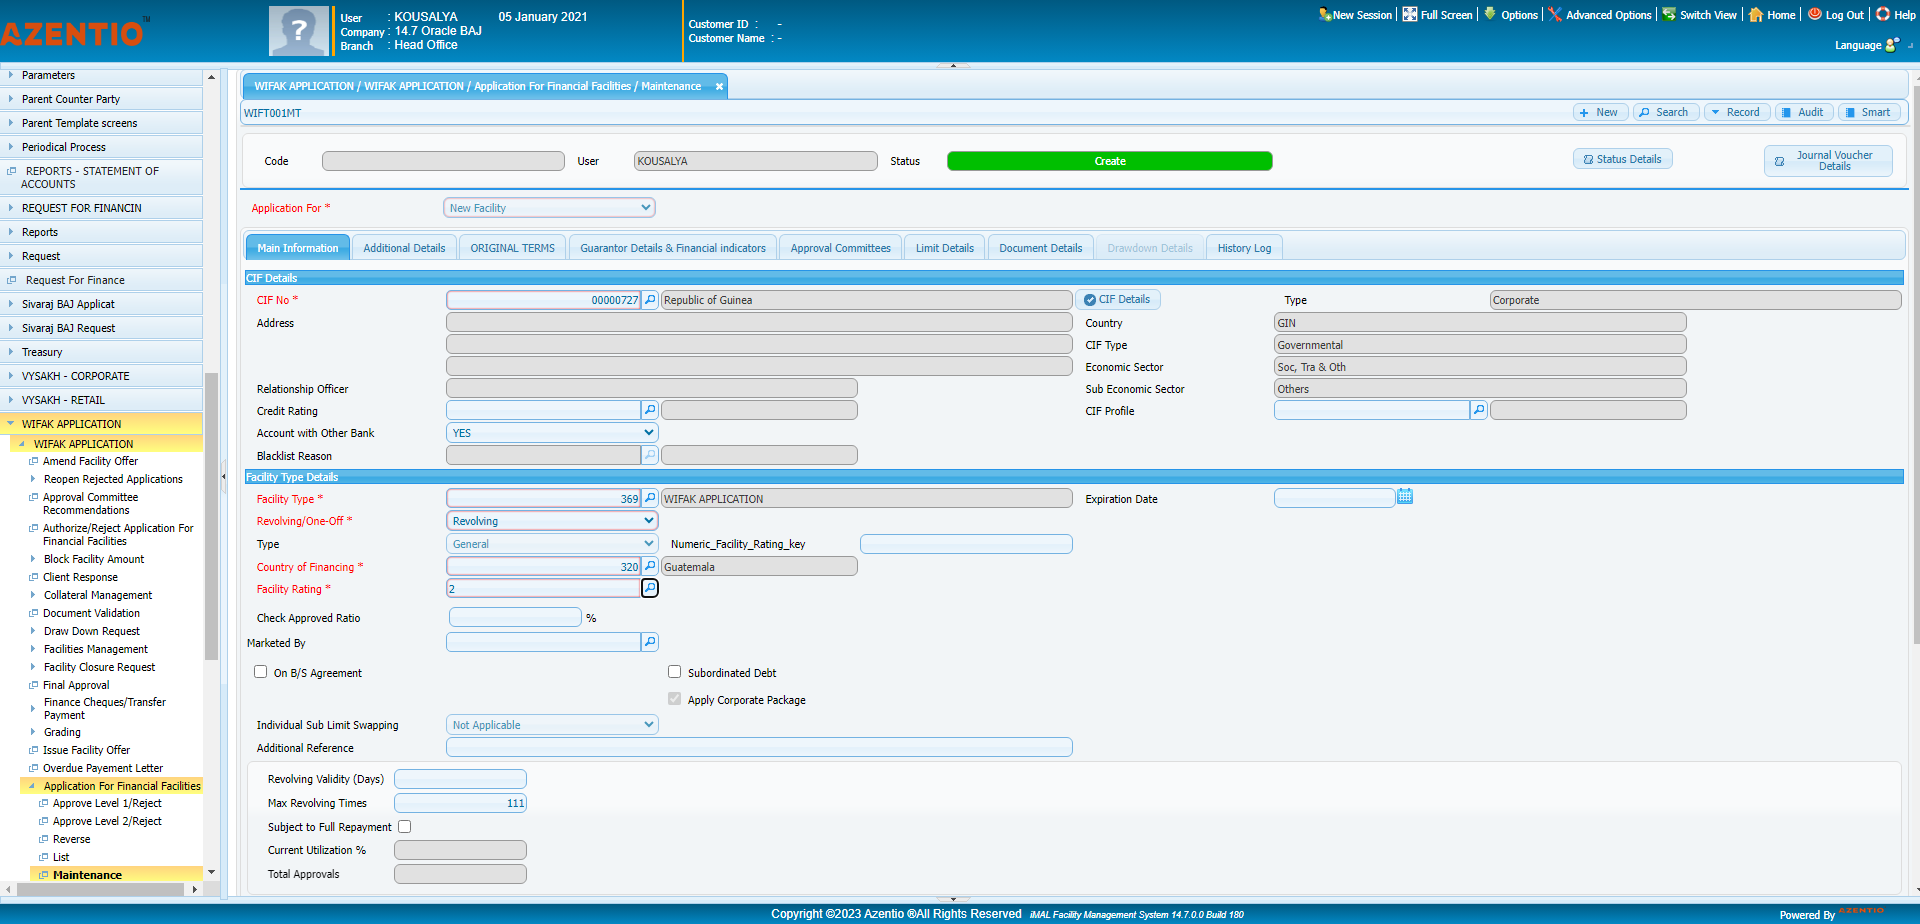 AZENTIO™
User : KOUSALYA 05 January 2021
Company : 14.7 Oracle BAJ
Branch : Head Office
Customer ID : -
Customer Name : -
New Session Full Screen Options Advanced Options Switch View Home Log Out Help
Language
Parameters
Parent Counter Party
Parent Template screens
Periodical Process
REPORTS - STATEMENT OF
ACCOUNTS
REQUEST FOR FINANCIN
Reports
Request
Request For Finance
Sivaraj BAJ Applicat
Sivaraj BAJ Request
Treasury
VYSAKH - CORPORATE
VYSAKH - RETAIL
WIFAK APPLICATION
WIFAK APPLICATION
Amend Facility Offer
Reopen Rejected Applications
Approval Committee
Recommendations
Authorize/Reject Application For
Financial Facilities
Block Facility Amount
Client Response
Collateral Management
Document Validation
Draw Down Request
Facilities Management
Facility Closure Request
Final Approval
Finance Cheques/Transfer
Payment
Grading
Issue Facility Offer
Overdue Payement Letter
Application For Financial Facilities
Approve Level 1/Reject
Approve Level 2/Reject
Reverse
List
Maintenance
WIFAK APPLICATION / WIFAK APPLICATION / Application For Financial Facilities / Maintenance
WIFT001MT
New Search Record Audit Smart
Code User KOUSALYA Status Create Status Details Journal Voucher
Details
Application For * New Facility
Main Information Additional Details ORIGINAL TERMS Guarantor Details & Financial indicators Approval Committees Limit Details Document Details Drawdown Details History Log
CIF Details
CIF No * 00000727 Republic of Guinea CIF Details Type Corporate
Address Country GIN
CIF Type Governmental
Economic Sector Soc, Tra & Oth
Relationship Officer Sub Economic Sector Others
Credit Rating CIF Profile
Account with Other Bank YES
Blacklist Reason
Facility Type Details
Facility Type * 369 WIFAK APPLICATION Expiration Date
Revolving/One-Off * Revolving
Type General Numeric_Facility_Rating_key
Country of Financing * 320 Guatemala
Facility Rating * 2
Check Approved Ratio %
Marketed By
On B/S Agreement Subordinated Debt
Apply Corporate Package
Individual Sub Limit Swapping Not Applicable
Additional Reference
Revolving Validity (Days)
Max Revolving Times 111
Subject to Full Repayment
Current Utilization %
Total Approvals
Copyright ©2023 Azentio ®All Rights Reserved iMAL Facility Management System 14.7.0.0 Build 180
Powered By AZENTIO